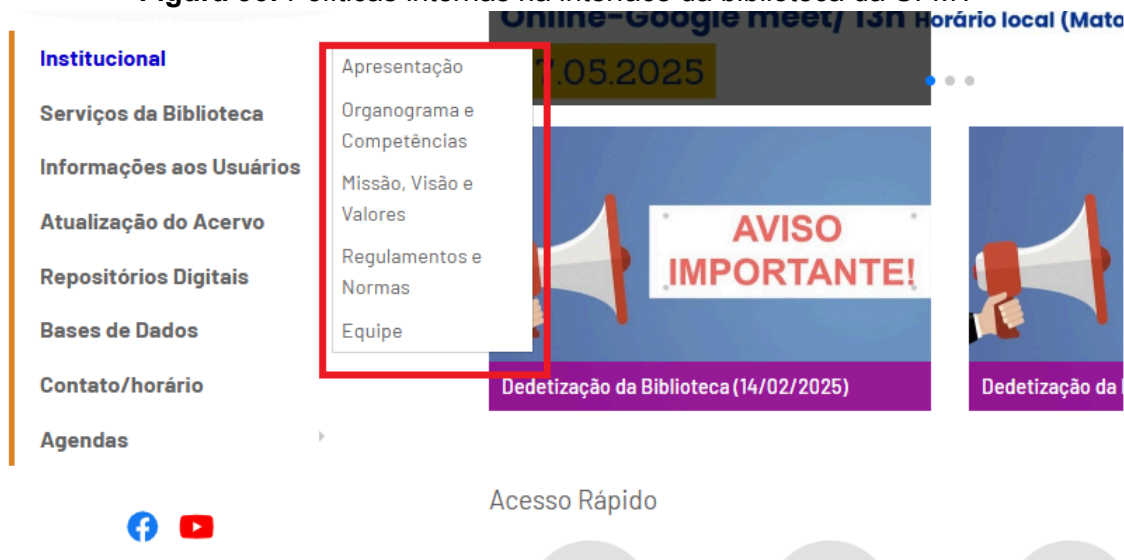 Online-Google meet/ 13h Horário local (Mato
7.05.2025
Institucional
Serviços da Biblioteca
Informações aos Usuários
Atualização do Acervo
Repositórios Digitais
Bases de Dados
Contato/horário
Agendas
Apresentação
Organograma e
Competências
Missão, Visão e
Valores
Regulamentos e
Normas
Equipe
AVISO
IMPORTANTE!
Dedetização da Biblioteca (14/02/2025)
Dedetização da
Acesso Rápido